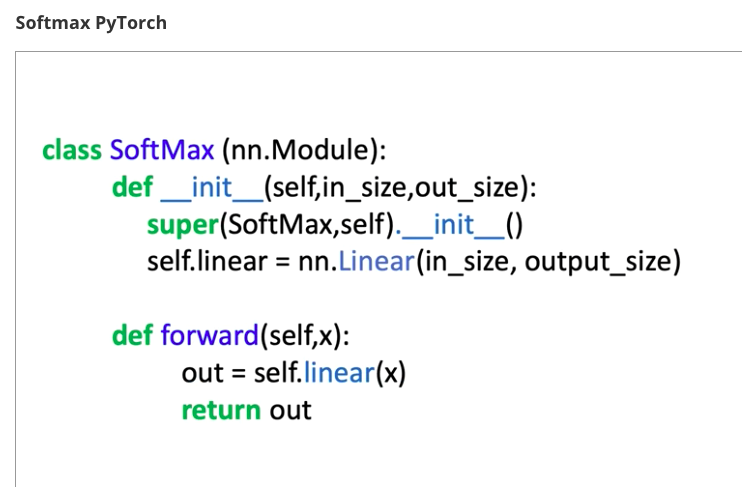 Softmax PyTorch
class SoftMax (nn.Module):
def __init__(self,in_size,out_size):
super(SoftMax,self).__init__()
self.linear = nn.Linear(in_size, output_size)
def forward(self,x):
out = self.linear(x)
return out